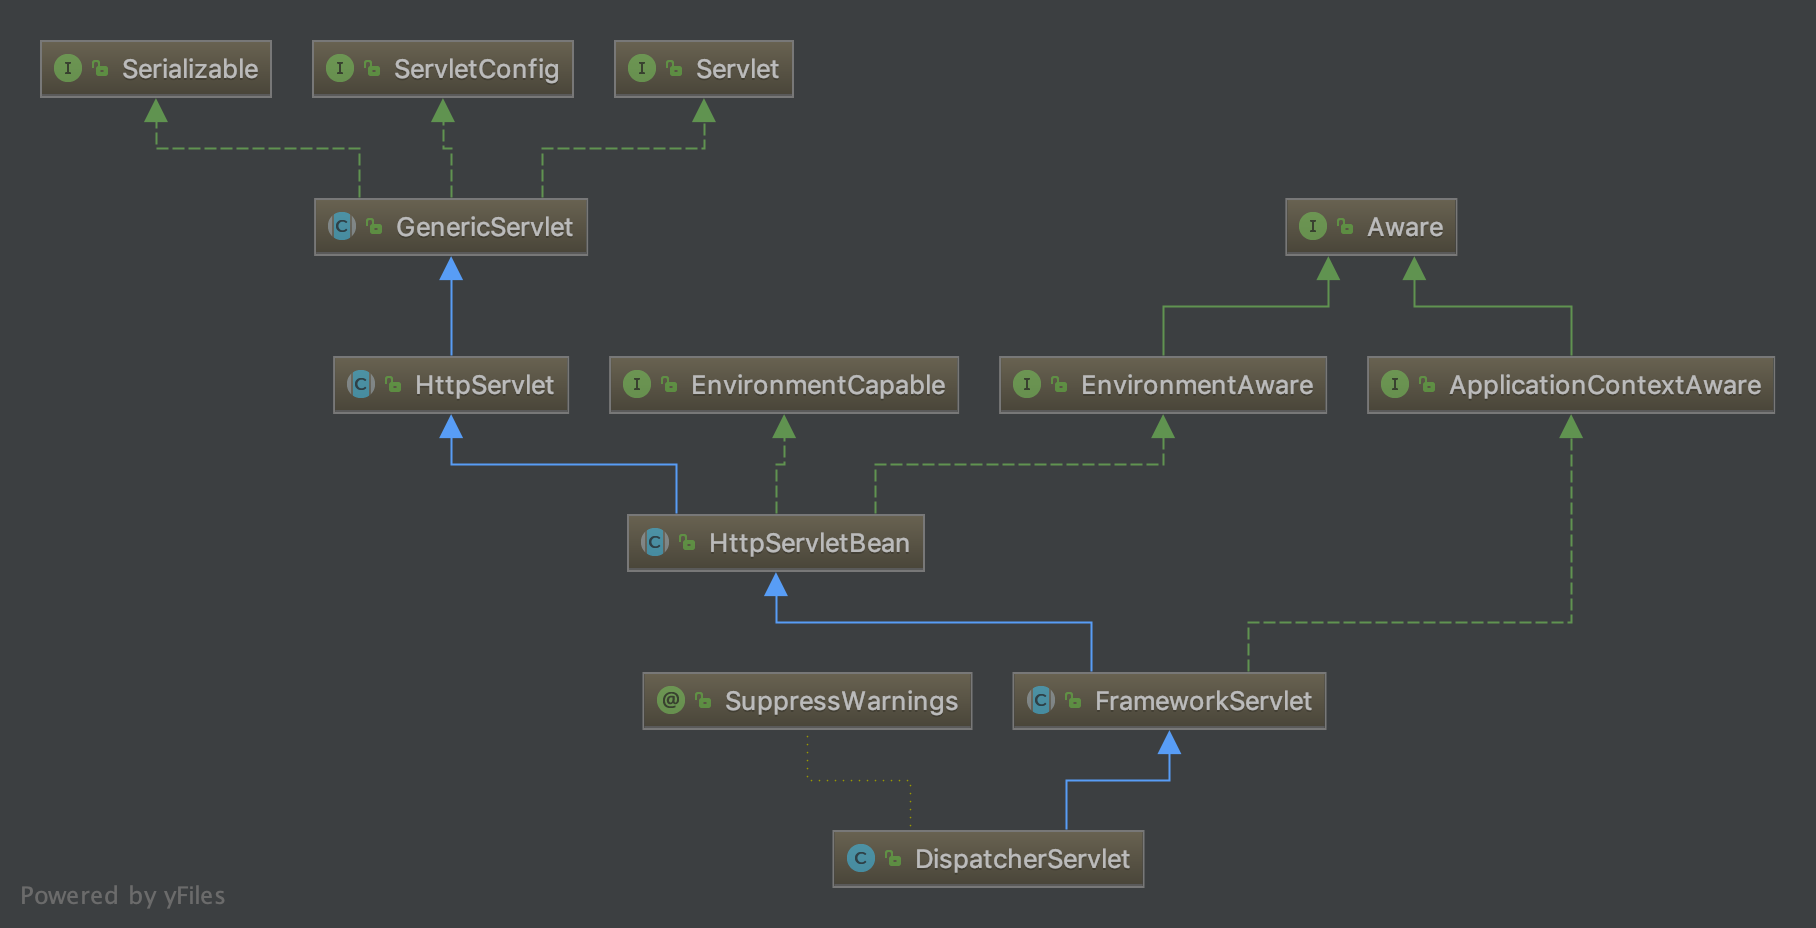 I Serializable
I ServletConfig
I Servlet
C GenericServlet
I Aware
C HttpServlet
I EnvironmentCapable
I EnvironmentAware
I ApplicationContextAware
C HttpServletBean
@ SuppressWarnings
C FrameworkServlet
C DispatcherServlet
Powered by yFiles